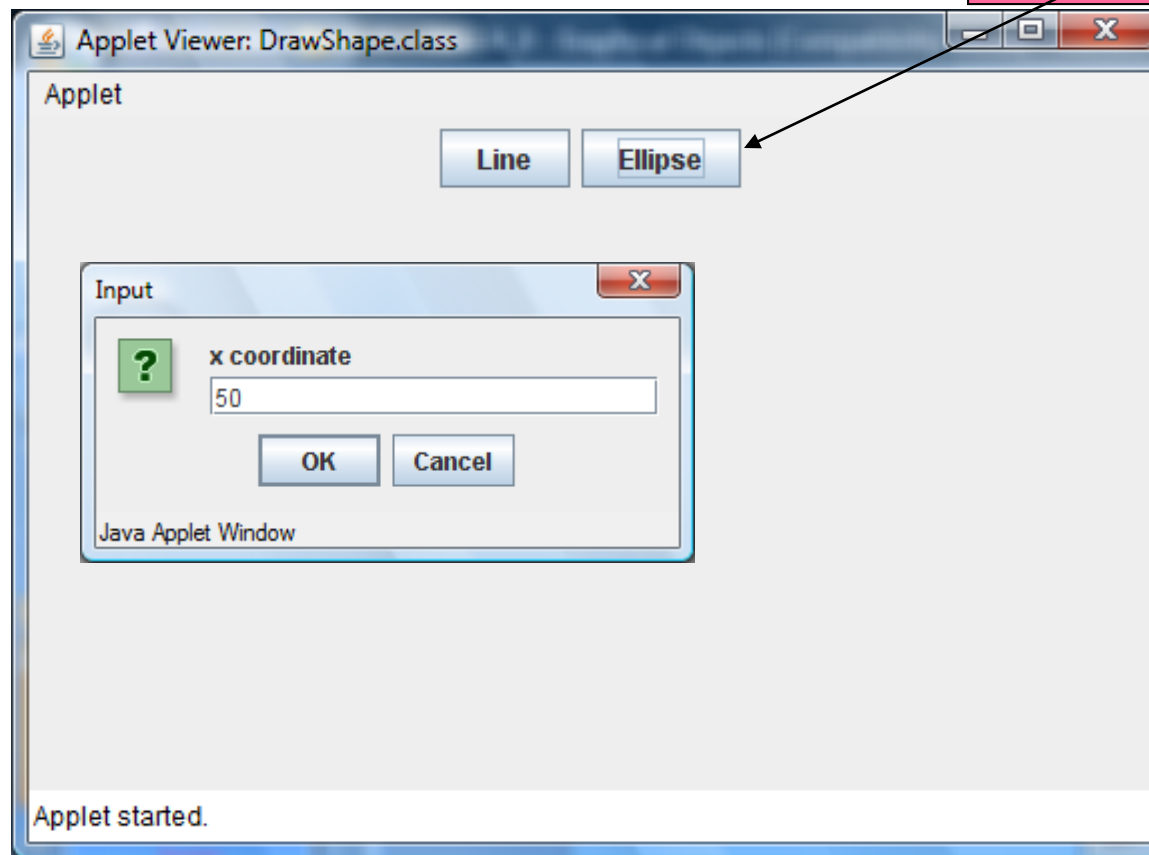 Applet Viewer: DrawShape.class
Applet
Line Ellipse
Input
?
x coordinate
50
OK Cancel
Java Applet Window
Applet started.